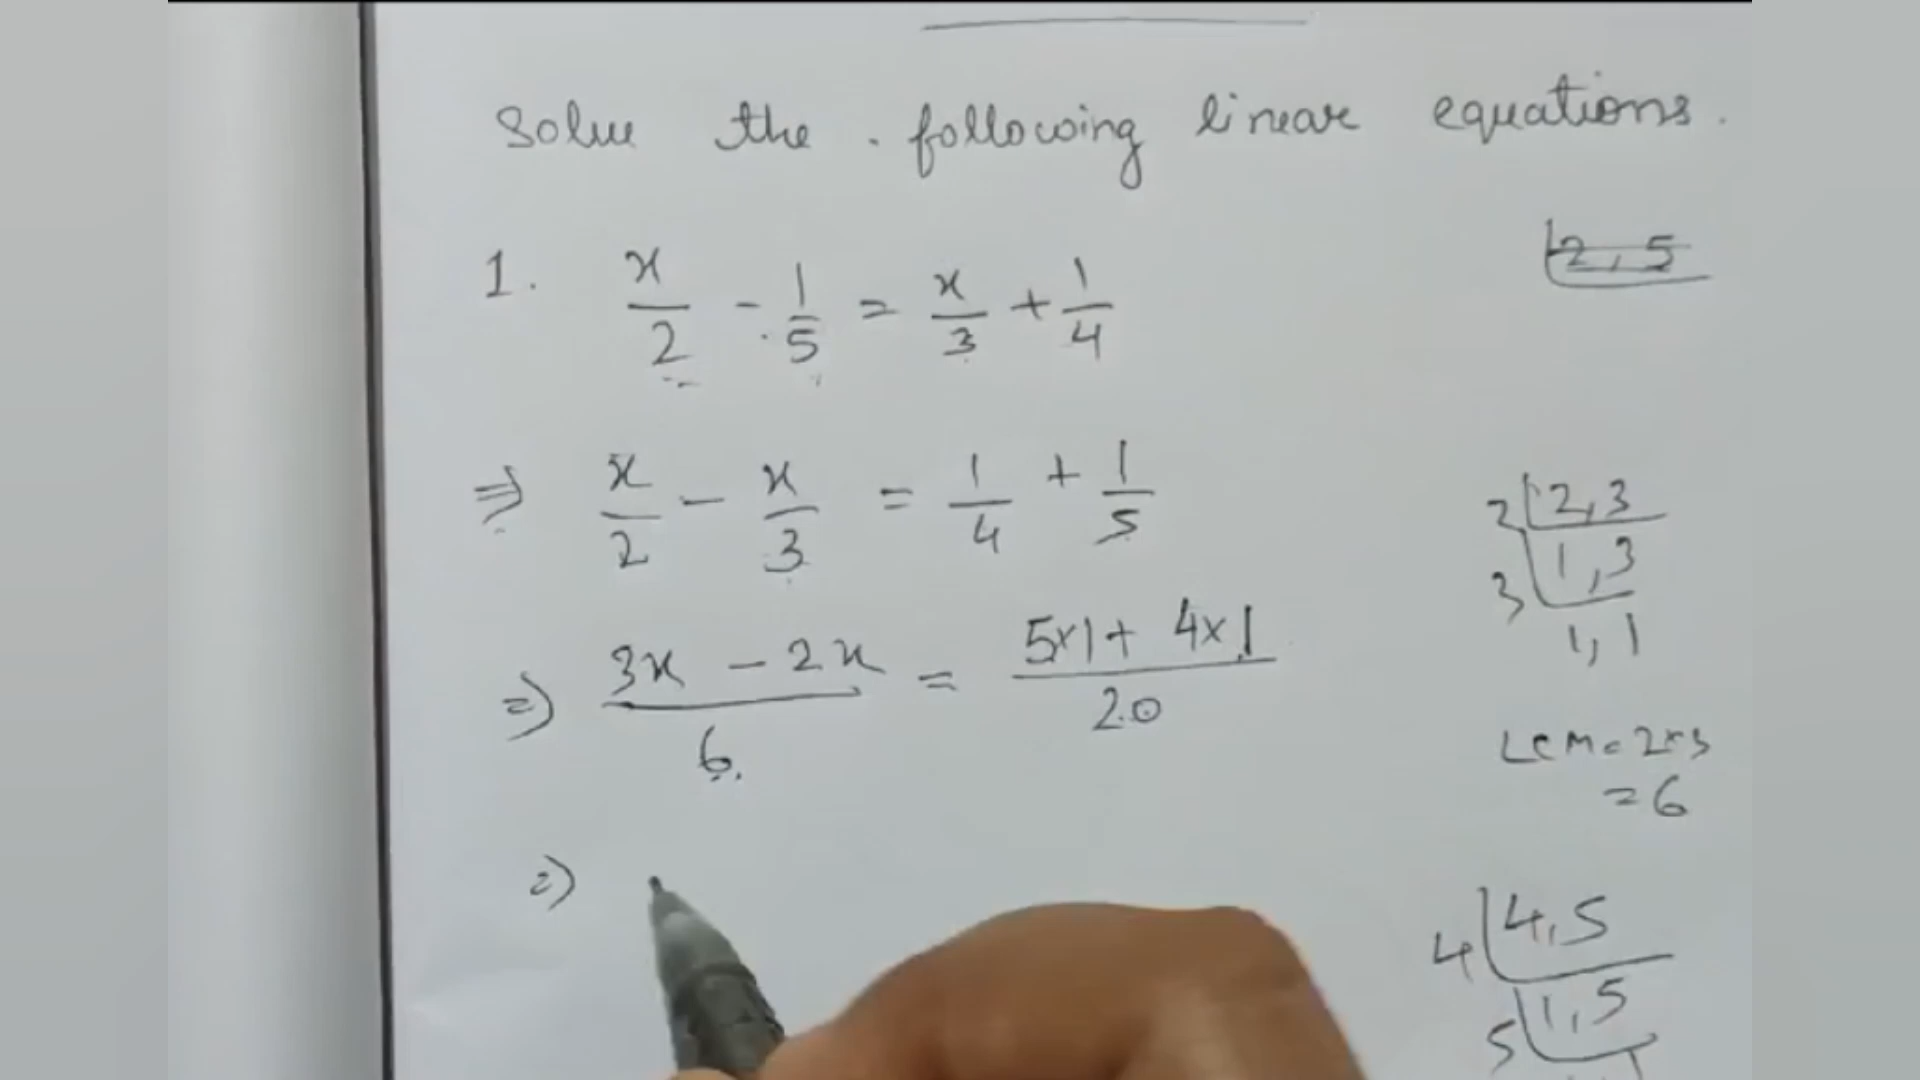 Solve the . following linear equations.
1. x/2 - 1/5 = x/3 + 1/4
2, 5
⇒ x/2 - x/3 = 1/4 + 1/5
⇒ (3x - 2x)/6 = (5×1 + 4×1)/20
⇒
2 | 2, 3
3 | 1, 3
1, 1
LCM = 2×3
= 6
4 | 4, 5
5 | 1, 5